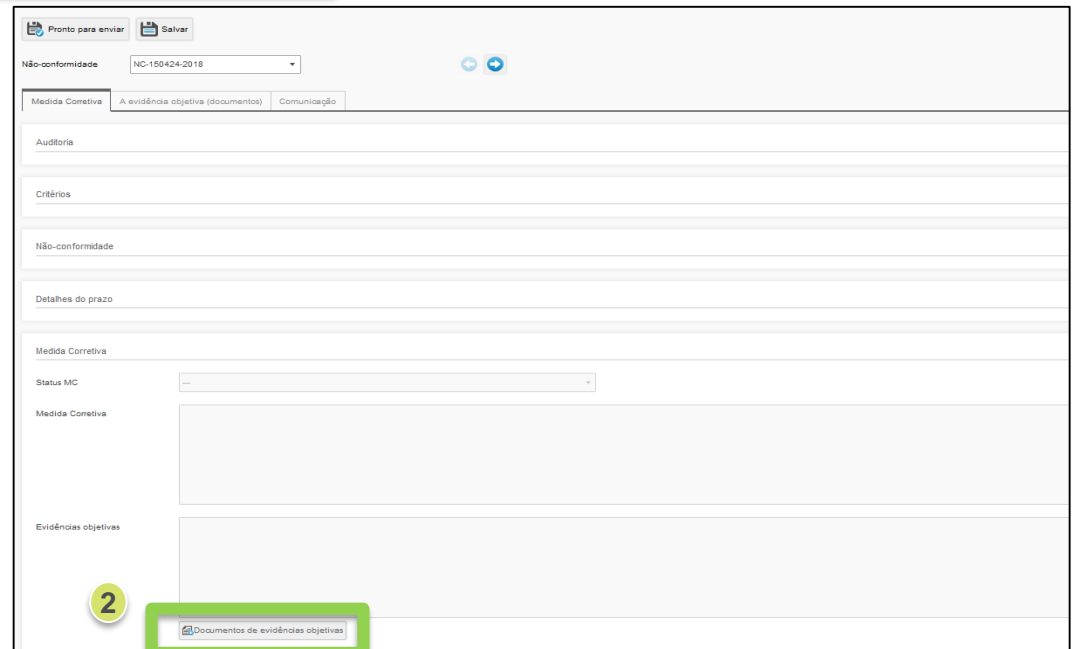 Pronto para enviar Salvar
Não-conformidade NC-150424-2018
Medida Corretiva A evidência objetiva (documentos) Comunicação
Auditoria
Critérios
Não-conformidade
Detalhes do prazo
Medida Corretiva
Status MC ---
Medida Corretiva
Evidências objetivas
2
Documentos de evidências objetivas